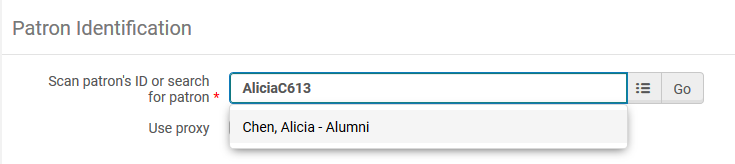 Patron Identification
Scan patron's ID or search
for patron *
AliciaC613
Go
Use proxy
Chen, Alicia - Alumni